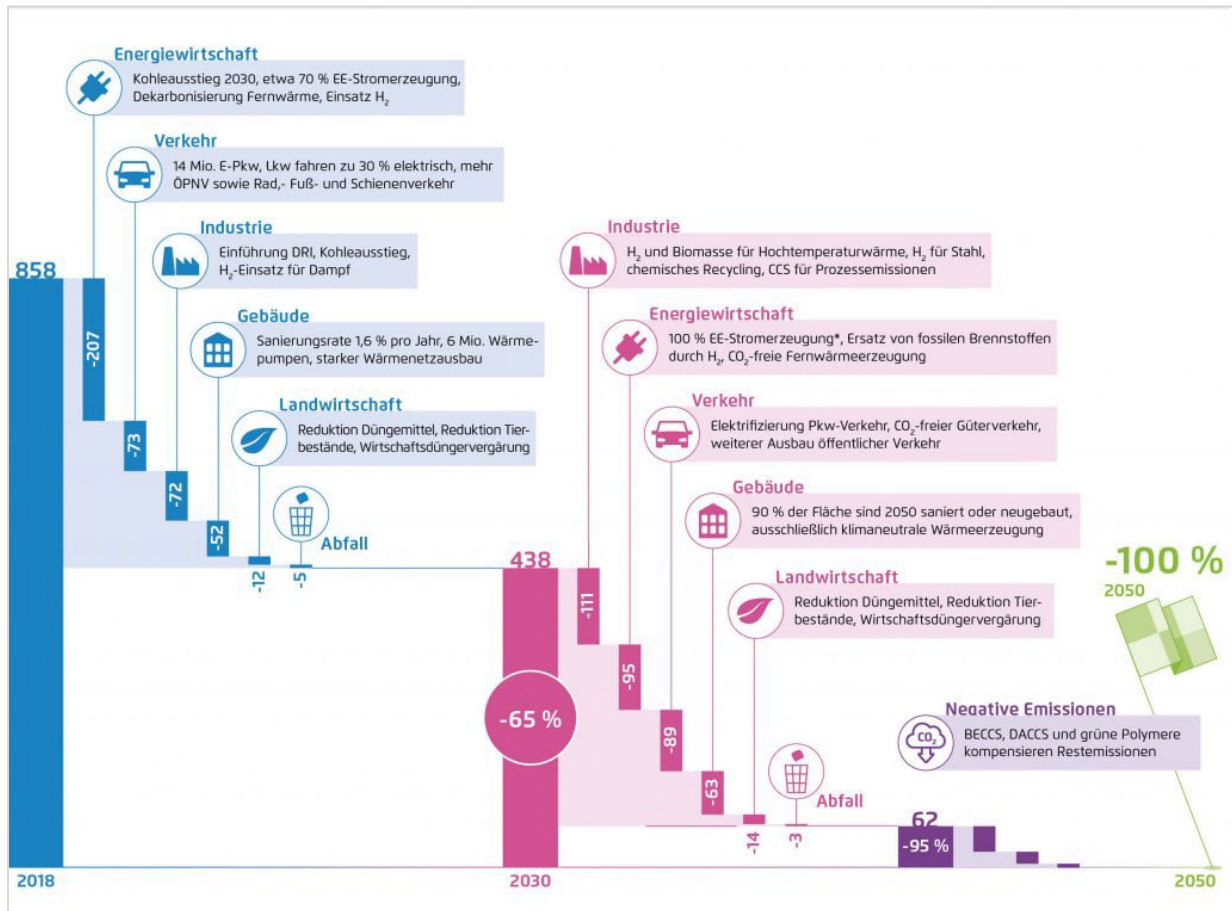 Energiewirtschaft
Kohleausstieg 2030, etwa 70 % EE-Stromerzeugung,
Dekarbonisierung Fernwärme, Einsatz H₂
Verkehr
14 Mio. E-Pkw, Lkw fahren zu 30 % elektrisch, mehr
ÖPNV sowie Rad,- Fuß- und Schienenverkehr
Industrie
Einführung DRI, Kohleausstieg,
H₂-Einsatz für Dampf
Gebäude
Sanierungsrate 1,6 % pro Jahr, 6 Mio. Wärme-
pumpen, starker Wärmenetzausbau
Landwirtschaft
Reduktion Düngemittel, Reduktion Tier-
bestände, Wirtschaftsdüngervergärung
Abfall
858
-207
-73
-72
-52
-12
-5
2018
Industrie
H₂ und Biomasse für Hochtemperaturwärme, H₂ für Stahl,
chemisches Recycling, CCS für Prozessemissionen
Energiewirtschaft
100 % EE-Stromerzeugung*, Ersatz von fossilen Brennstoffen
durch H₂, CO₂-freie Fernwärmeerzeugung
Verkehr
Elektrifizierung Pkw-Verkehr, CO₂-freier Güterverkehr,
weiterer Ausbau öffentlicher Verkehr
Gebäude
90 % der Fläche sind 2050 saniert oder neugebaut,
ausschließlich klimaneutrale Wärmeerzeugung
Landwirtschaft
Reduktion Düngemittel, Reduktion Tier-
bestände, Wirtschaftsdüngervergärung
Abfall
438
-65 %
-111
-95
-89
-63
-14
-3
2030
Negative Emissionen
CO₂
BECCS, DACCS und grüne Polymere
kompensieren Restemissionen
62
-95 %
-100 %
2050
2050